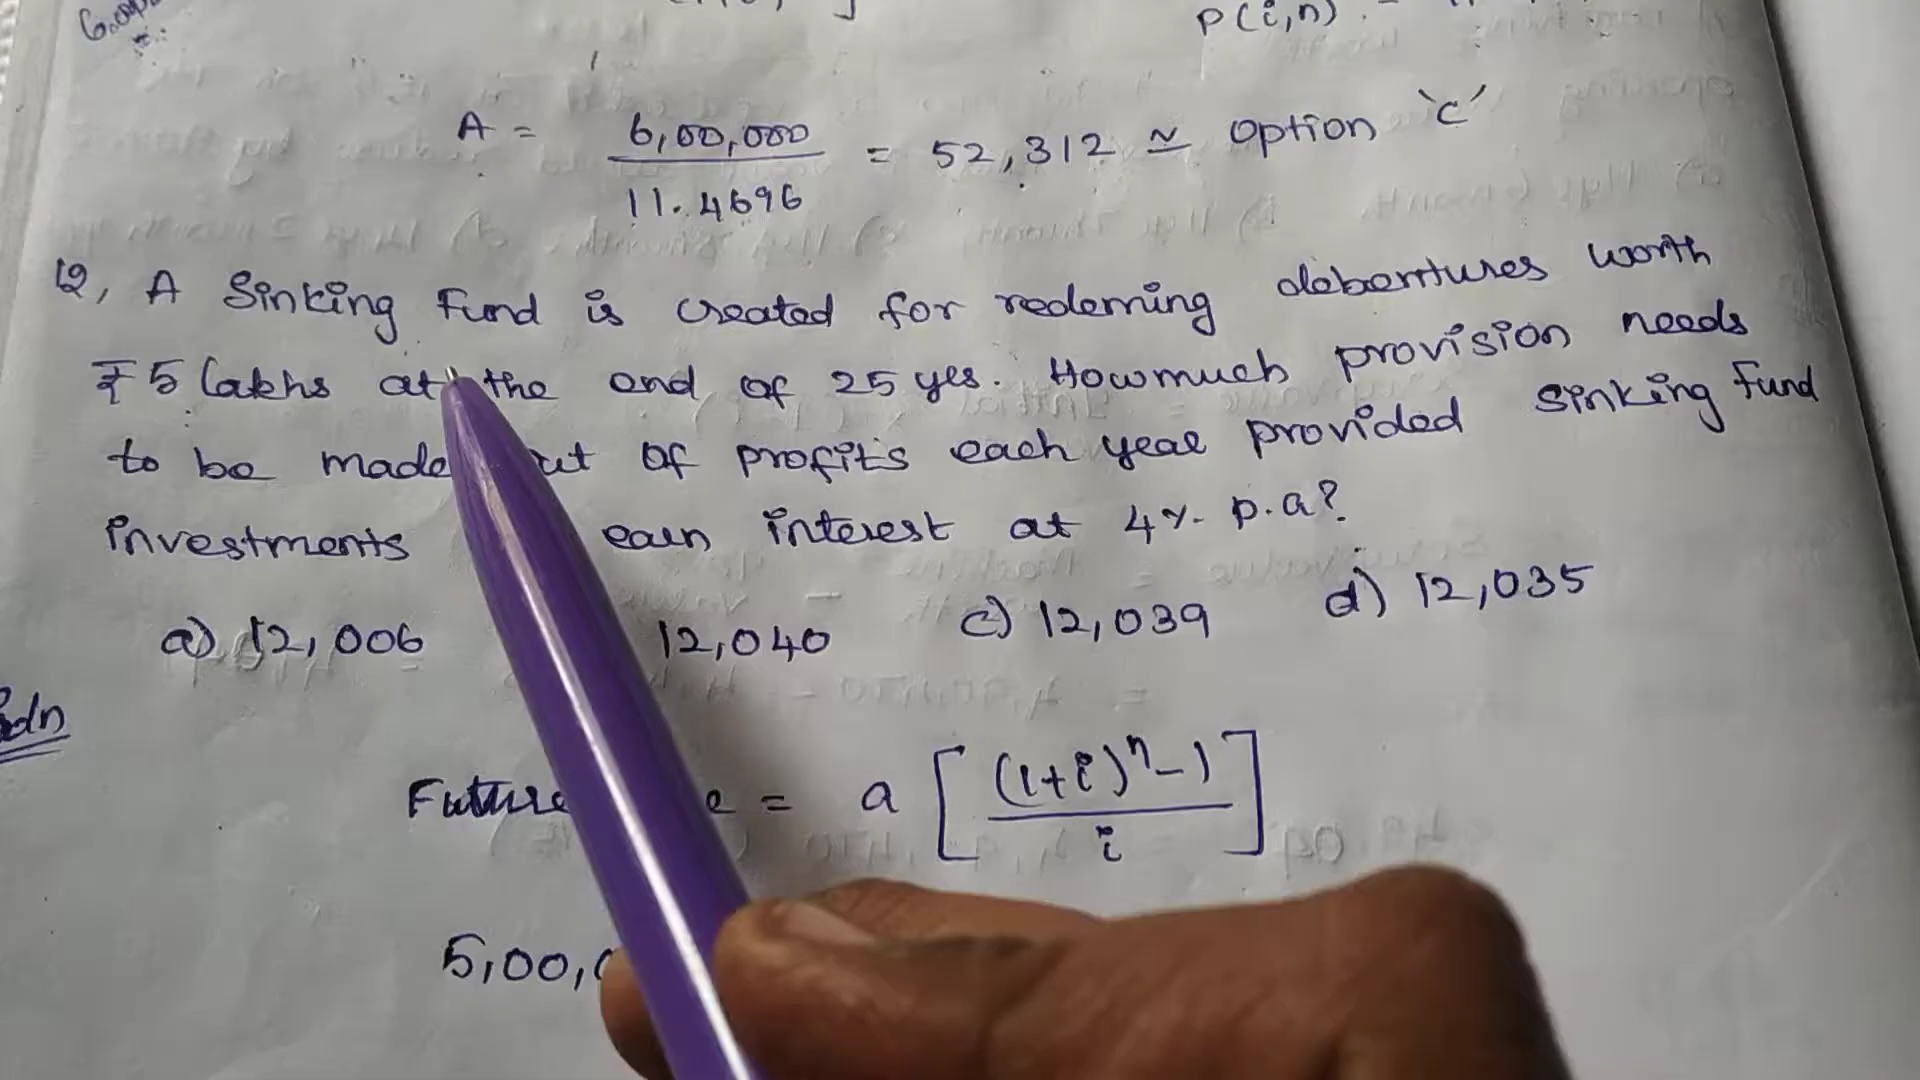 P(i,n)
A = 6,00,000 / 11.4696 = 52,312 ≃ option 'c'
12, A Sinking Fund is created for redeming debentures worth
₹5 lakhs at the end of 25 yrs. Howmuch provision needs
to be made of profits each year provided sinking fund
investments earn interest at 4% p.a?
a) 12,006 12,040 c) 12,039 d) 12,035
Soln
Future = a [ (1+i)^n - 1 / i ]
5,00,